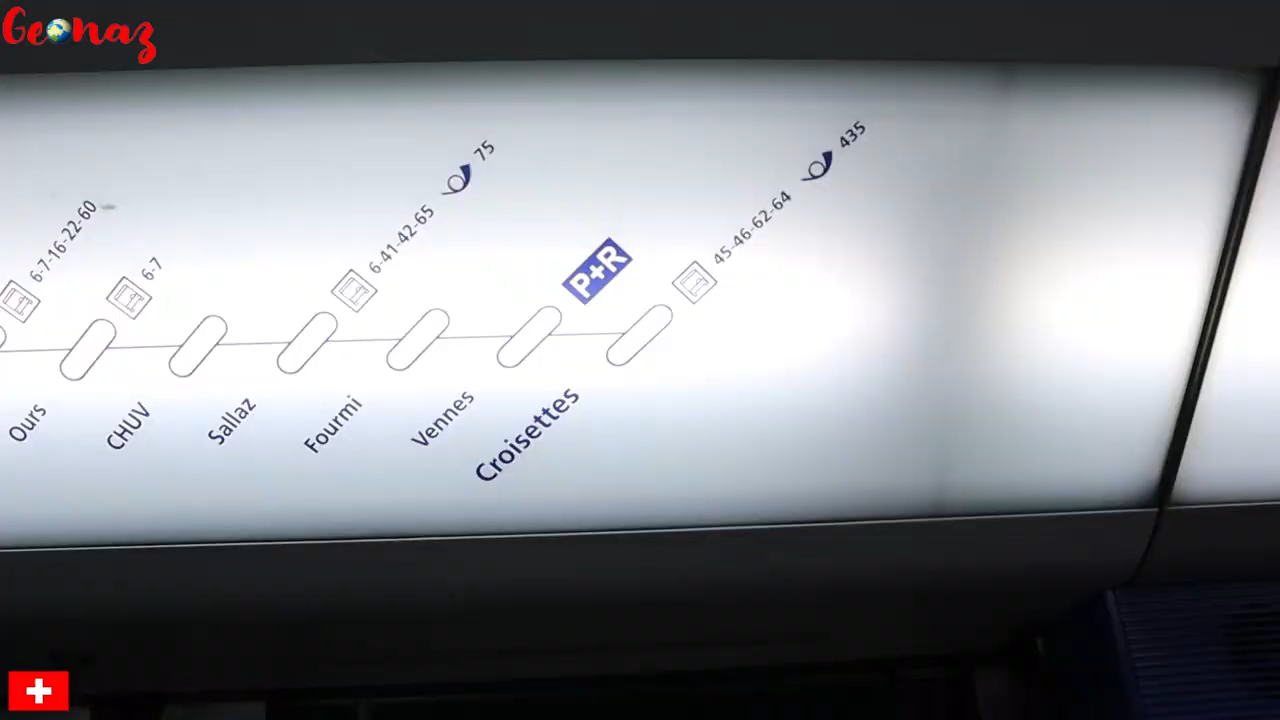 Geonaz
6-7-16-22-60
6-7
6-41-42-65
75
P+R
45-46-62-64
435
Ours
CHUV
Sallaz
Fourmi
Vennes
Croisettes